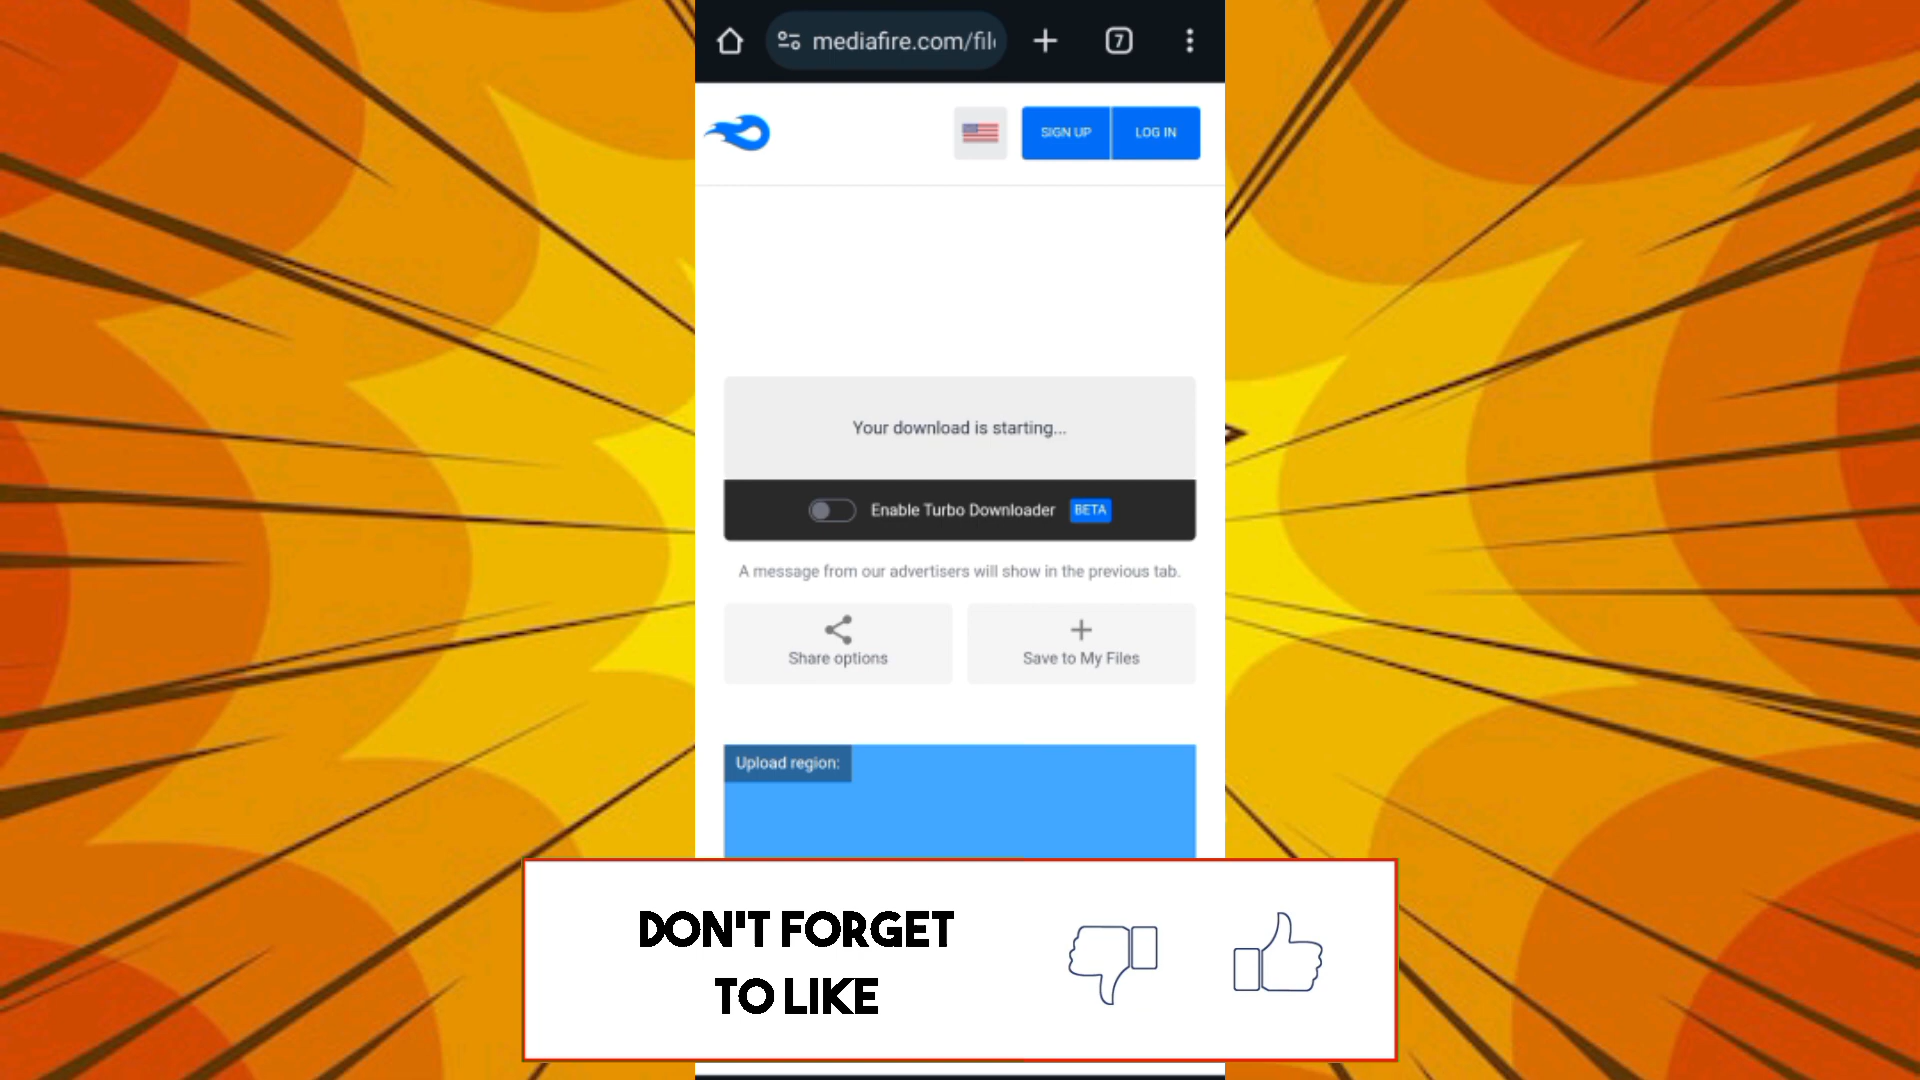 mediafire.com/fil
7
SIGN UP
LOG IN
Your download is starting...
Enable Turbo Downloader BETA
A message from our advertisers will show in the previous tab.
Share options
Save to My Files
Upload region:
DON'T FORGET
TO LIKE